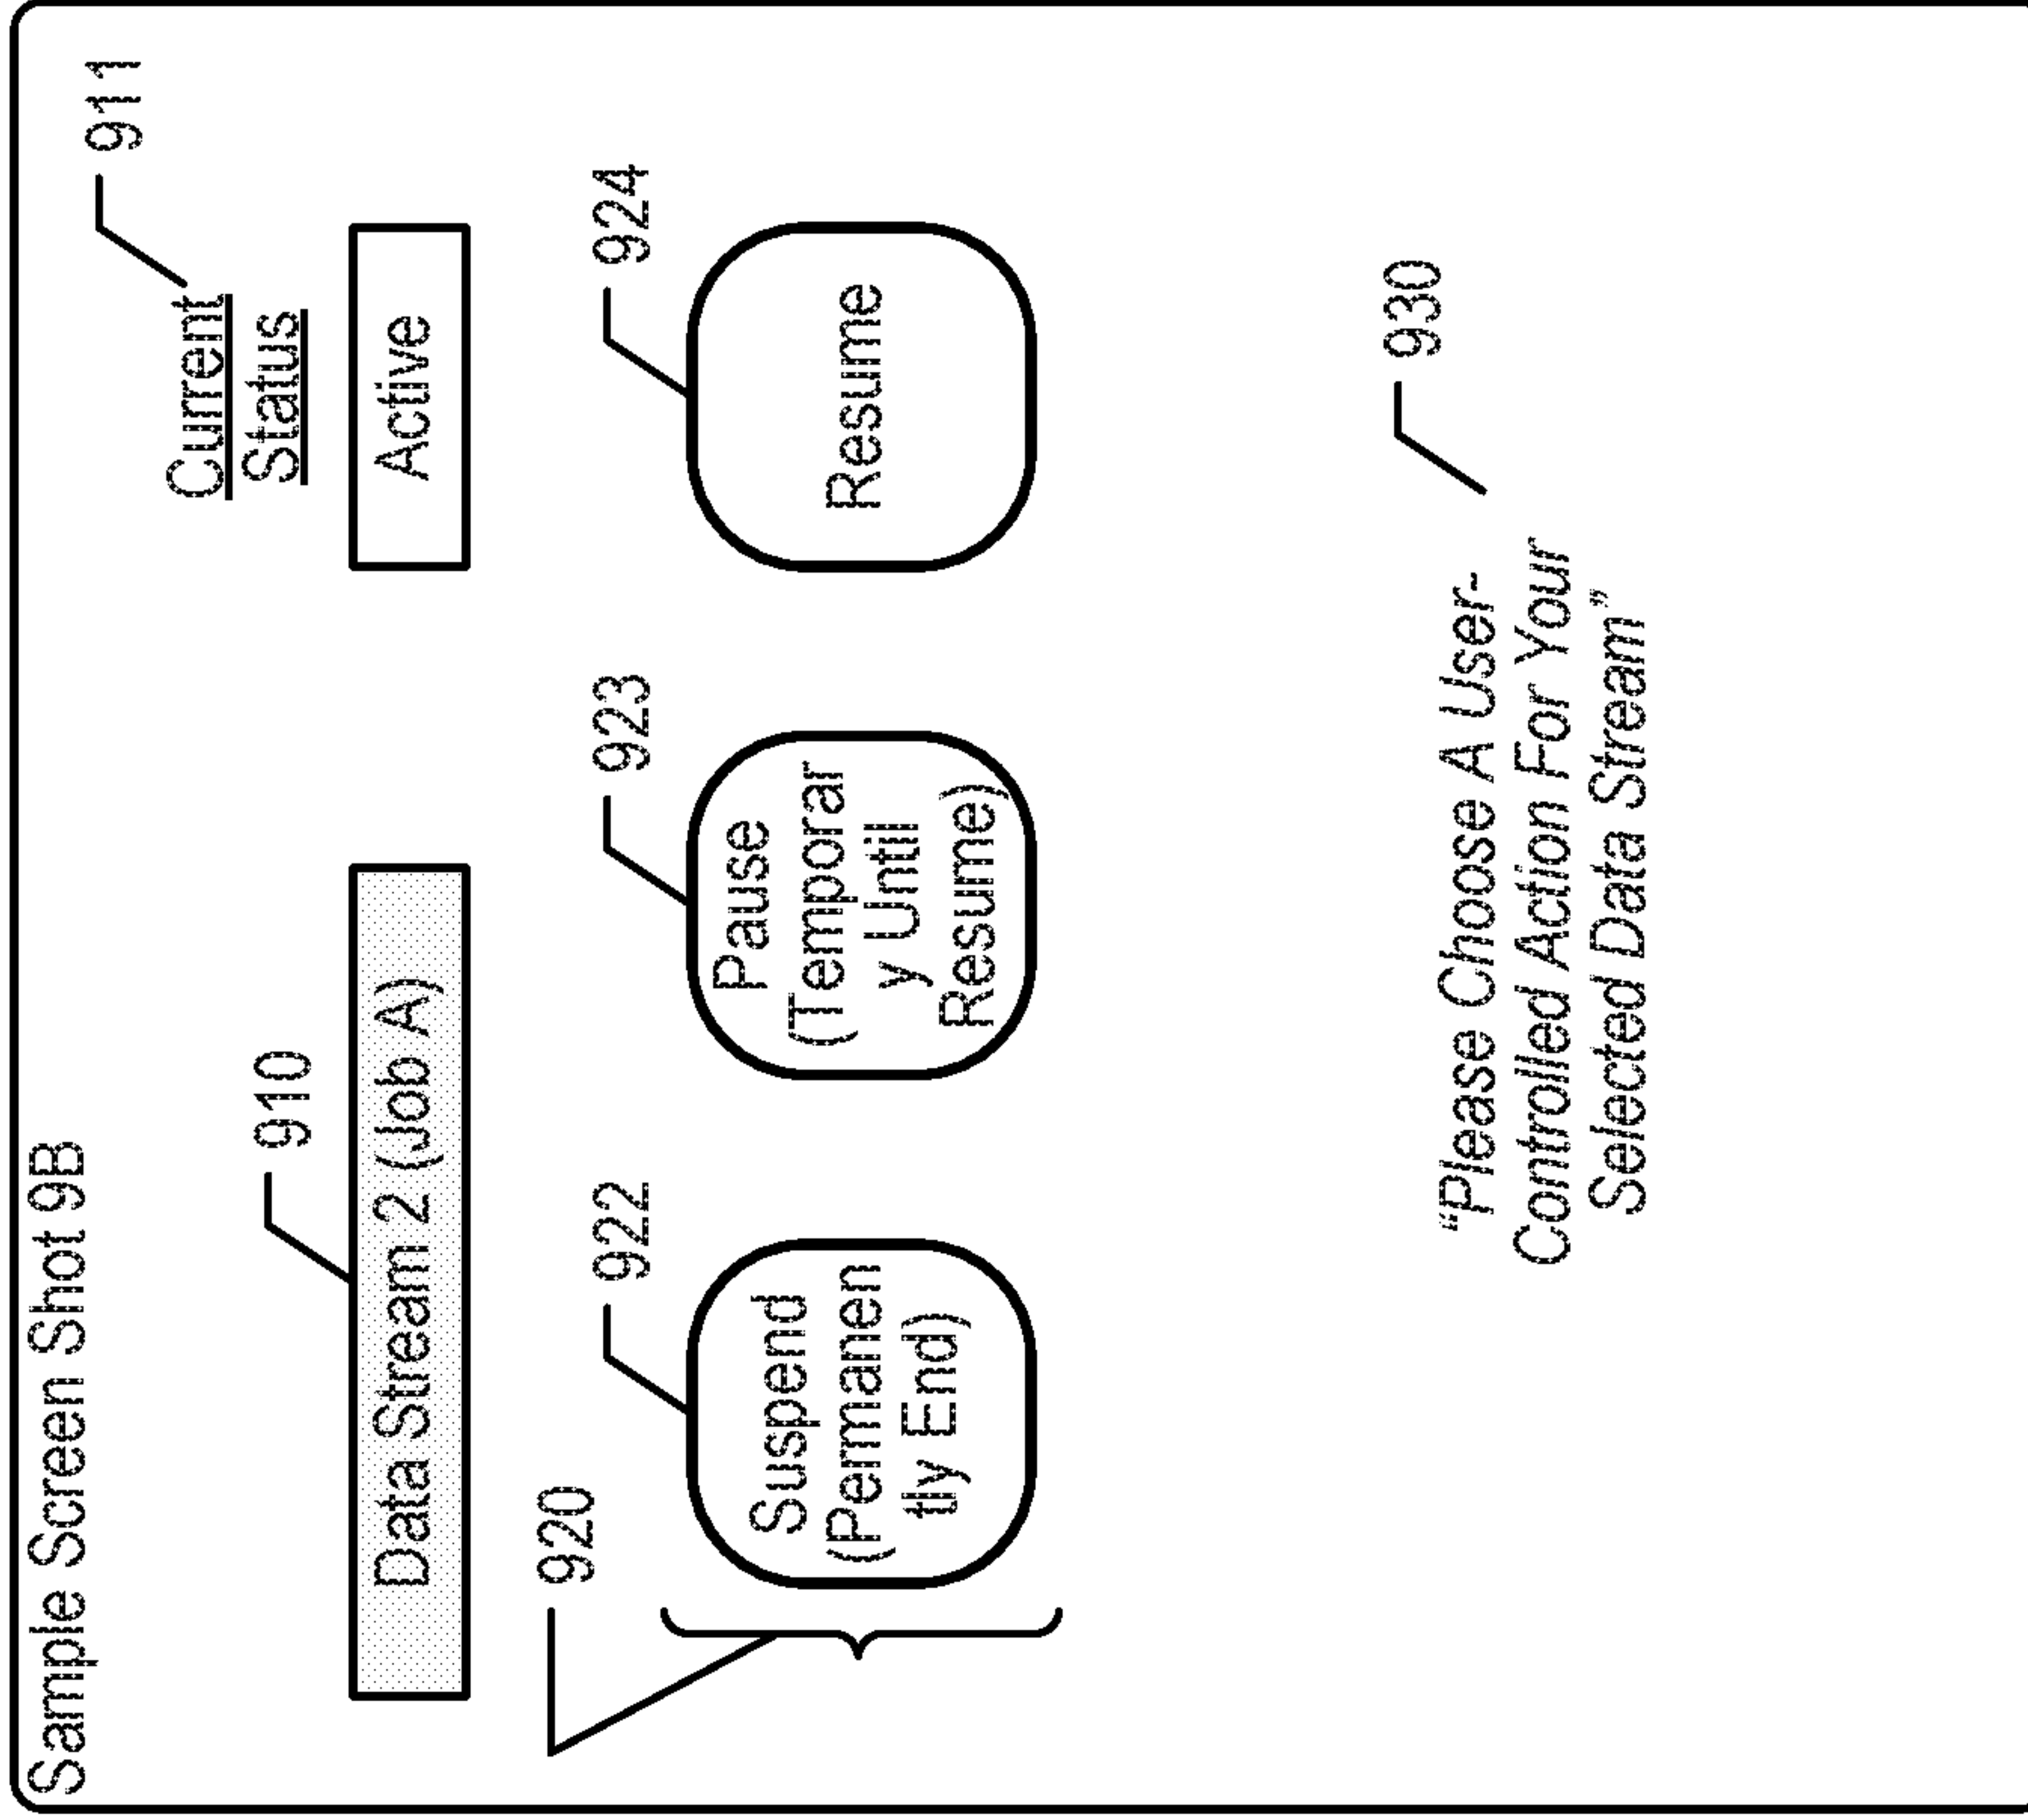 Sample Screen Shot 9B
911
Current
Status
910
Data Stream 2 (Job A)
Active
920
922
923
924
Suspend
(Permanen
tly End)
Pause
(Temporar
y Until
Resume)
Resume
930
“Please Choose A User-
Controlled Action For Your
Selected Data Stream”